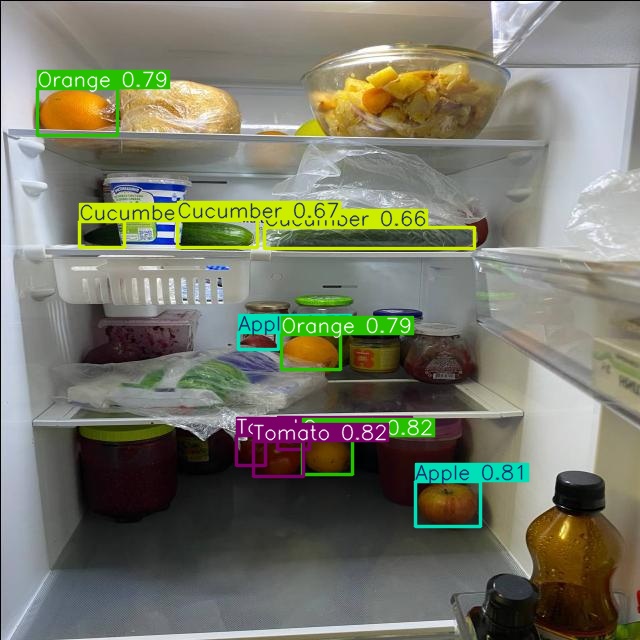 Orange 0.79
Cucumbe
Cucumber 0.67
Cucumber 0.66
Appl
Orange 0.79
Tomato 0.82
0.82
Apple 0.81